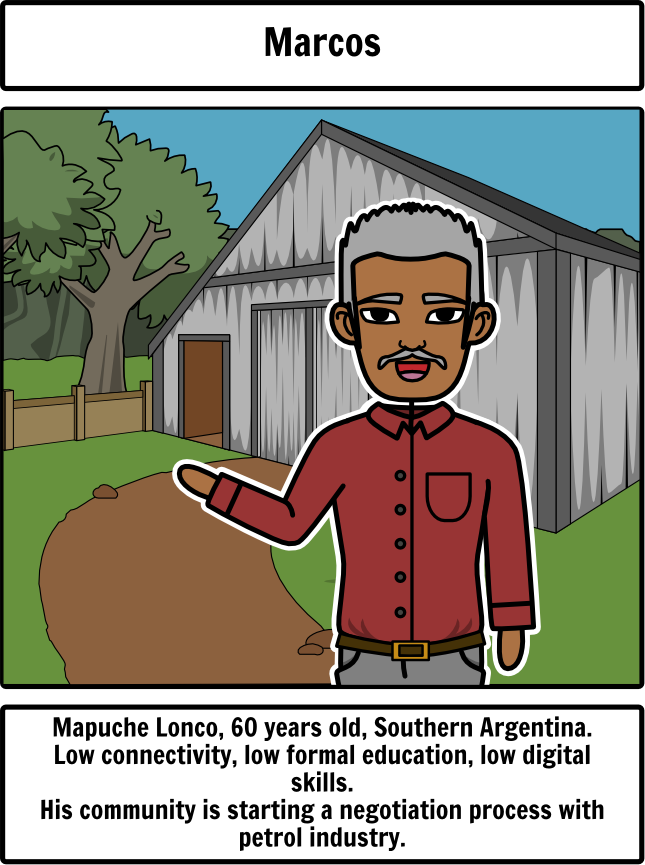 Marcos
Mapuche Lonco, 60 years old, Southern Argentina.
Low connectivity, low formal education, low digital
skills.
His community is starting a negotiation process with
petrol industry.